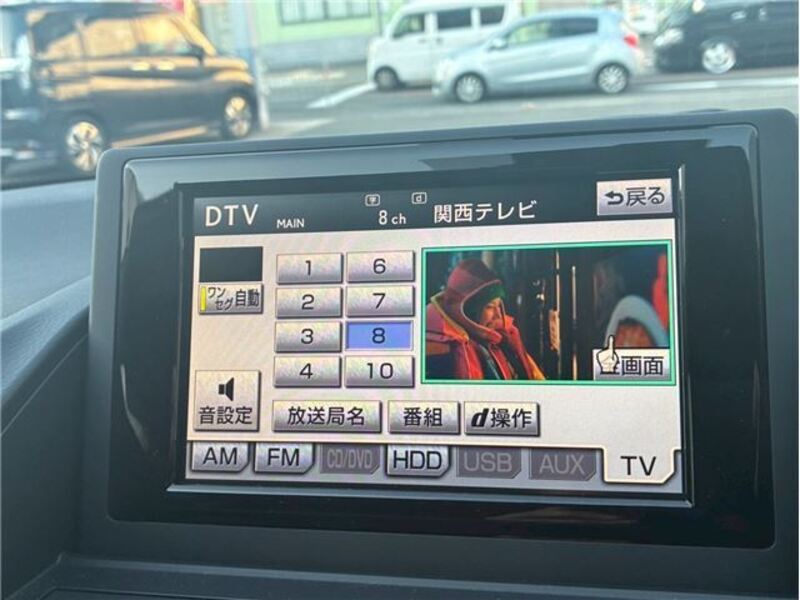 DTV MAIN 字 d 8ch 関西テレビ 戻る
ワンセグ自動
1 6
2 7
3 8
4 10
画面
音設定
放送局名 番組 d操作
AM FM CD/DVD HDD USB AUX TV